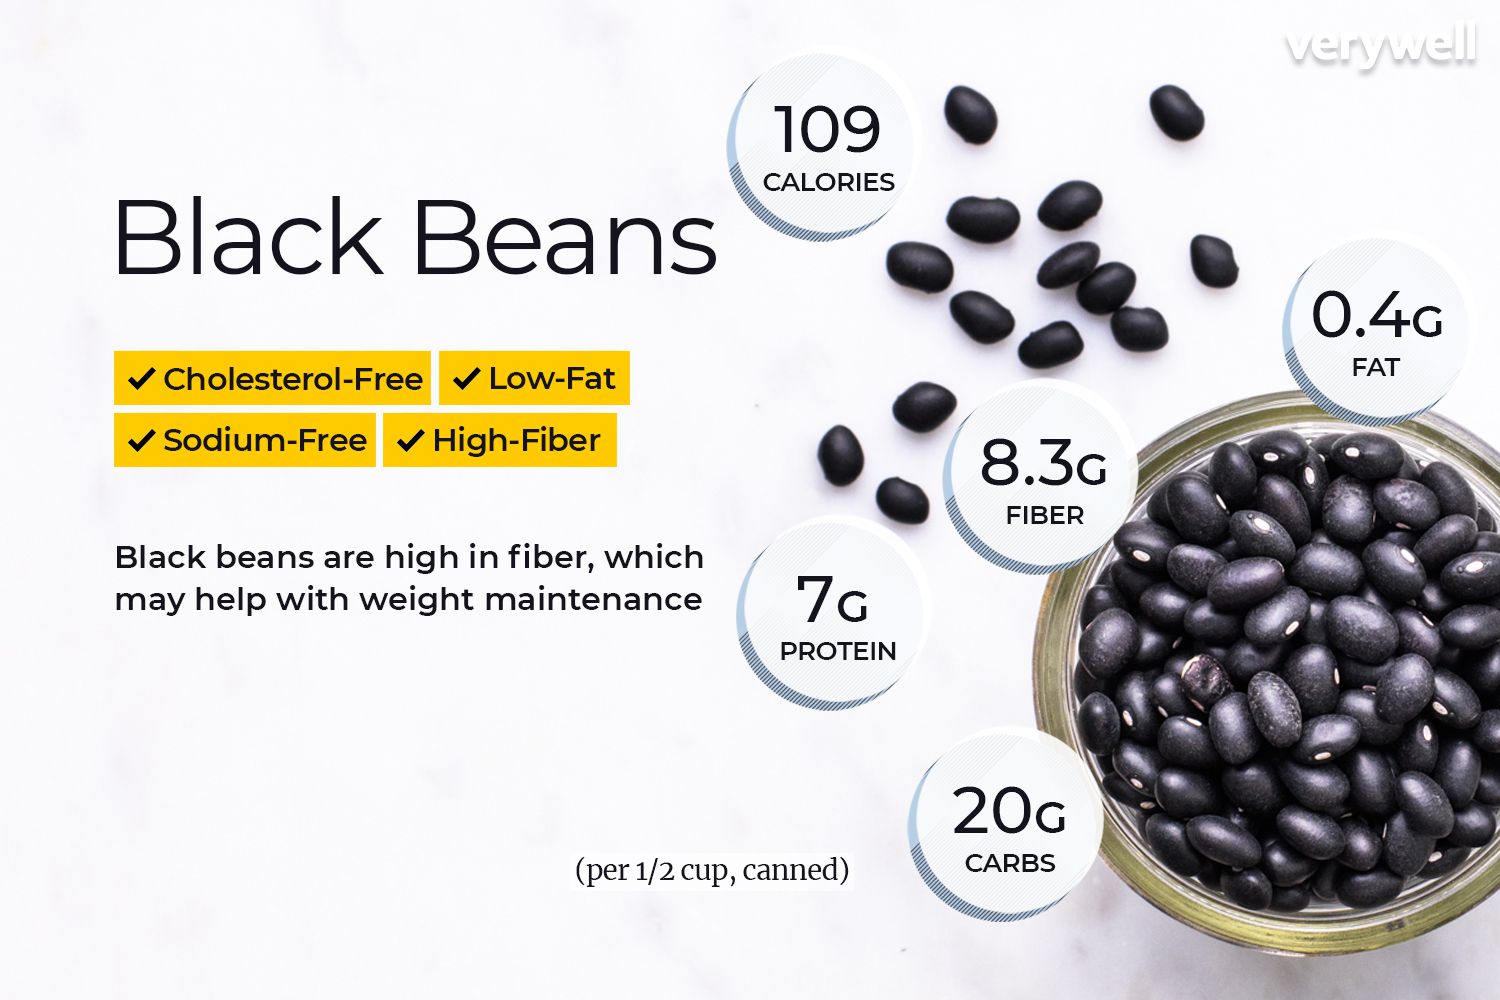 verywell
Black Beans
109
CALORIES
0.4G
FAT
✓ Cholesterol-Free ✓ Low-Fat
✓ Sodium-Free ✓ High-Fiber
8.3G
FIBER
Black beans are high in fiber, which
may help with weight maintenance
7G
PROTEIN
20G
CARBS
(per 1/2 cup, canned)